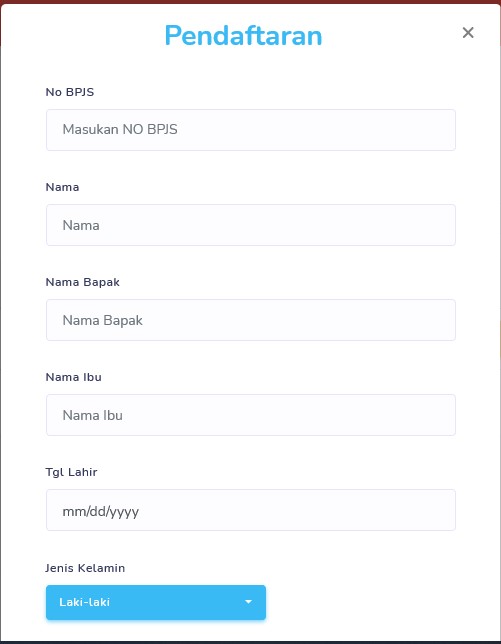 Pendaftaran
No BPJS
Masukan NO BPJS
Nama
Nama
Nama Bapak
Nama Bapak
Nama Ibu
Nama Ibu
Tgl Lahir
mm/dd/yyyy
Jenis Kelamin
Laki-laki